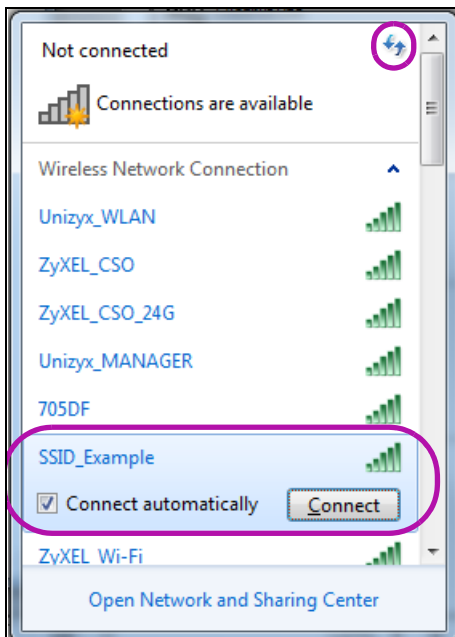 Not connected
Connections are available
Wireless Network Connection
Unizyx_WLAN
ZyXEL_CSO
ZyXEL_CSO_24G
Unizyx_MANAGER
705DF
SSID_Example
Connect automatically Connect
ZyXEL_Wi-Fi
Open Network and Sharing Center